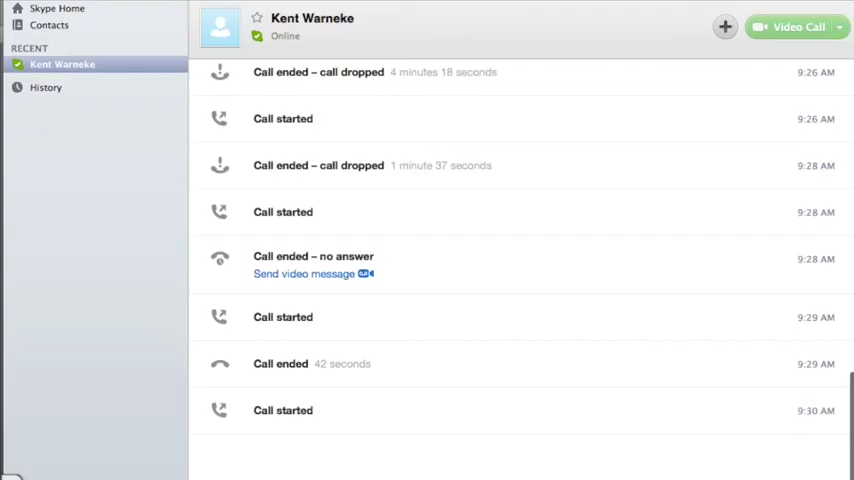 Skype Home
Contacts
RECENT
Kent Warneke
History
Kent Warneke
Online
Video Call
Call ended – call dropped 4 minutes 18 seconds 9:26 AM
Call started 9:26 AM
Call ended – call dropped 1 minute 37 seconds 9:28 AM
Call started 9:28 AM
Call ended – no answer 9:28 AM
Send video message
Call started 9:29 AM
Call ended 42 seconds 9:29 AM
Call started 9:30 AM